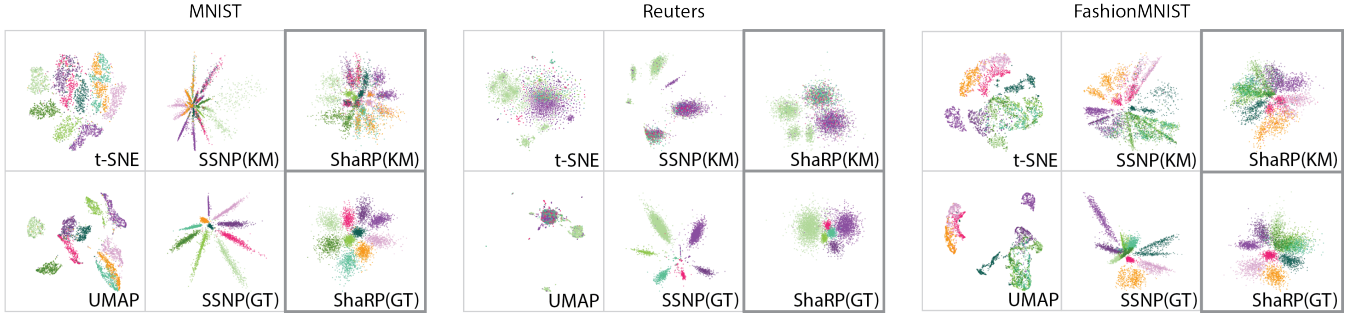 MNIST Reuters FashionMNIST
t-SNE SSNP(KM) ShaRP(KM) t-SNE SSNP(KM) ShaRP(KM) t-SNE SSNP(KM) ShaRP(KM)
UMAP SSNP(GT) ShaRP(GT) UMAP SSNP(GT) ShaRP(GT) UMAP SSNP(GT) ShaRP(GT)